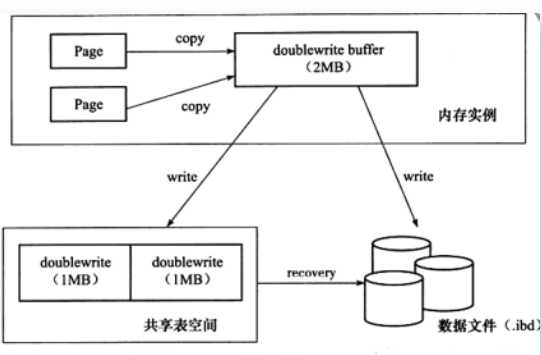 Page
copy
doublewrite buffer
（2MB）
Page
copy
内存实例
write
write
doublewrite
（1MB）
doublewrite
（1MB）
recovery
共享表空间
数据文件（.ibd）